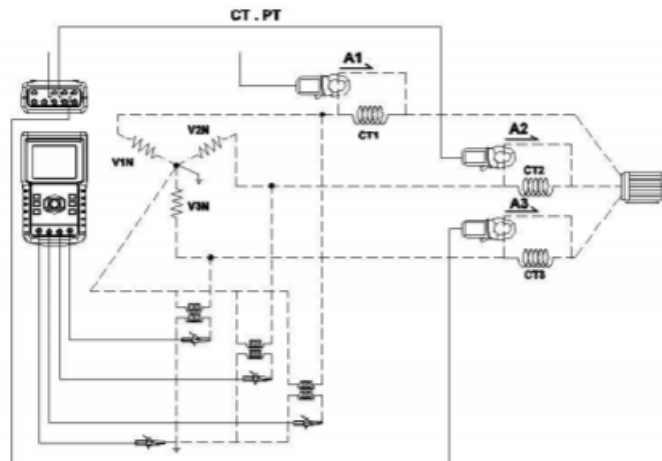 CT . PT
A1
V2N
CT1
A2
V1N
CT2
V3N
A3
CT3